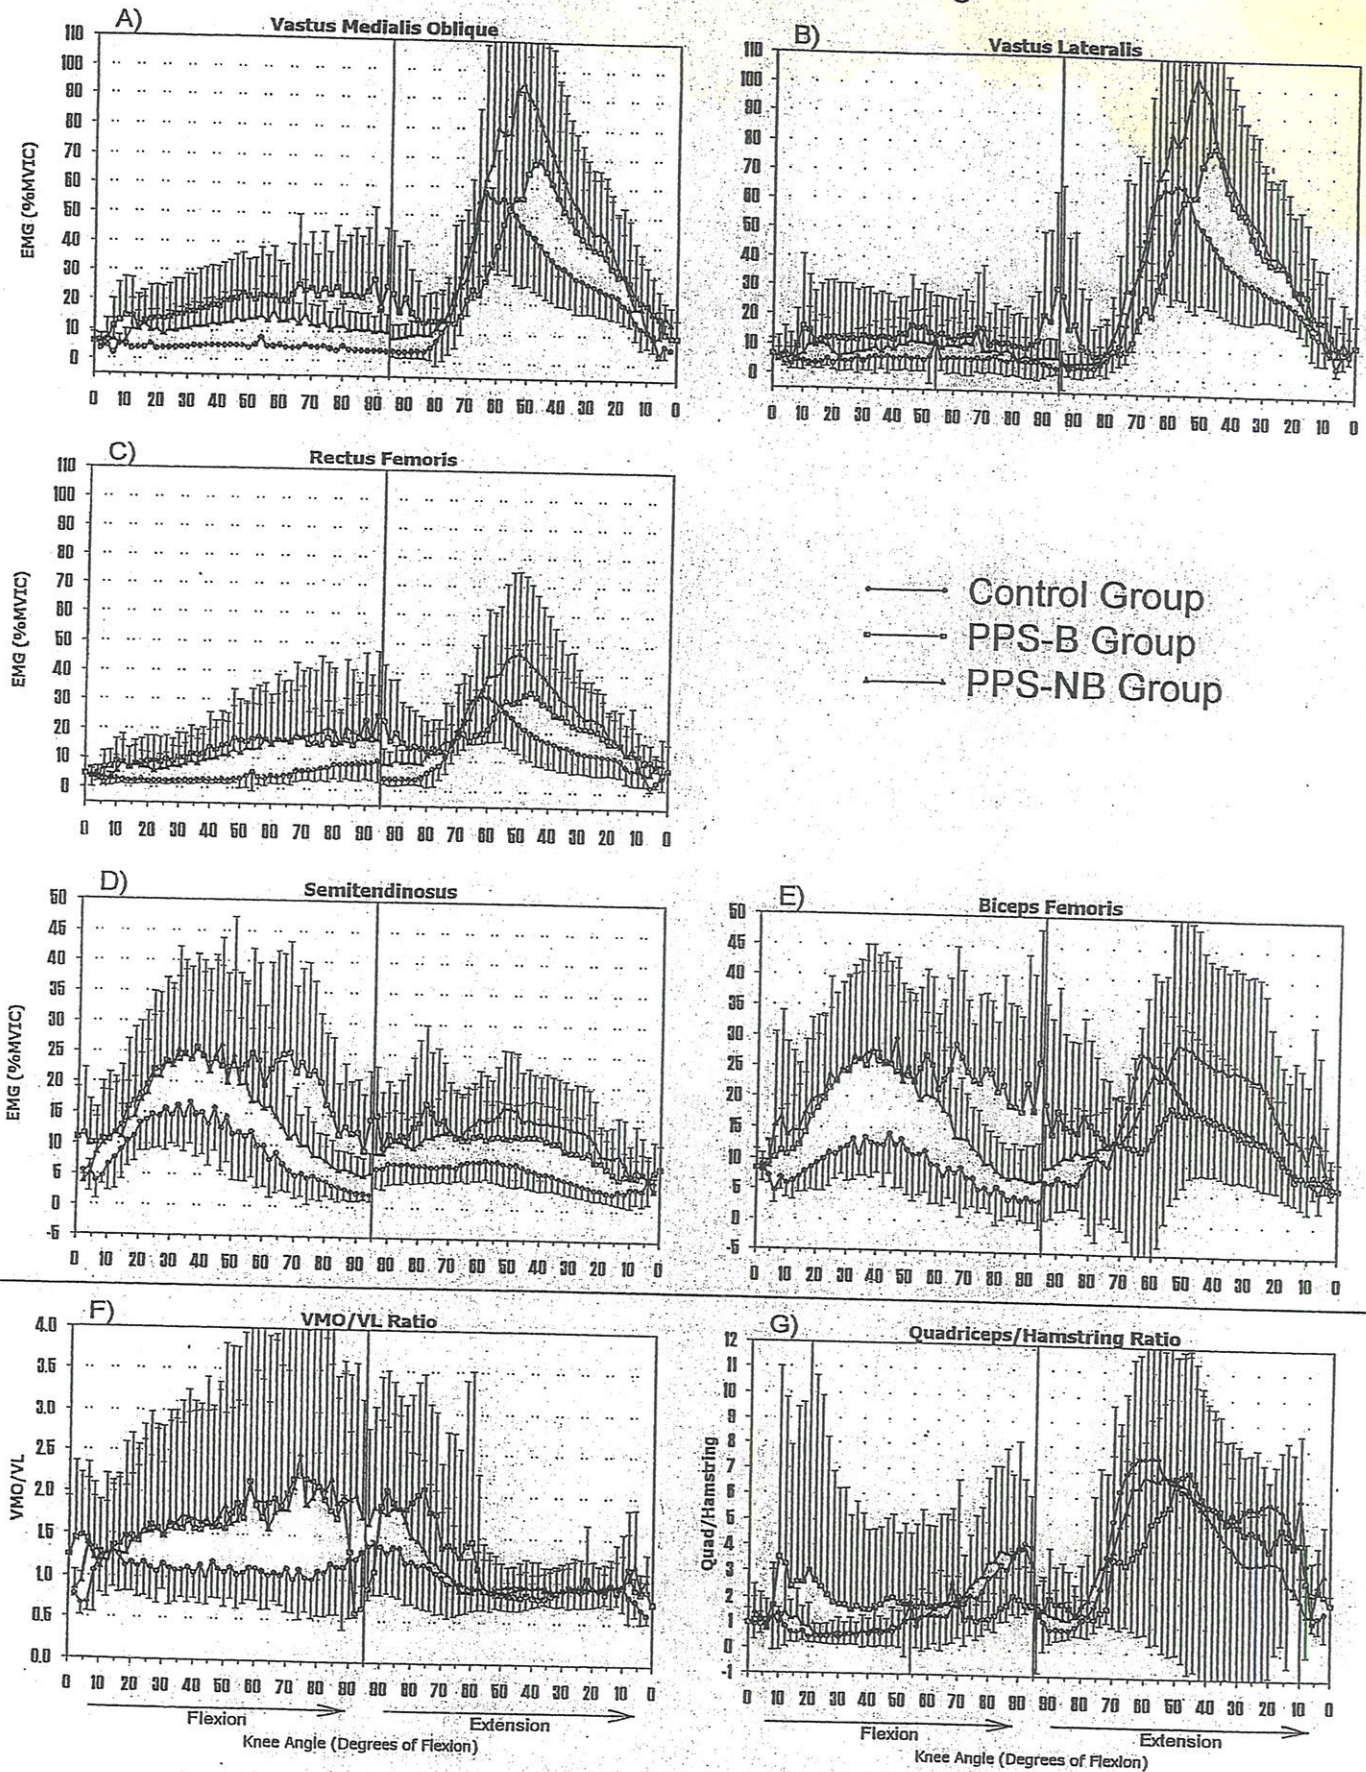 A)
Vastus Medialis Oblique
110
100
90
80
70
60
50
40
30
20
10
0
EMG (%MVIC)
0 10 20 30 40 50 60 70 80 90 90 80 70 60 50 40 30 20 10 0
B)
Vastus Lateralis
110
100
90
80
70
60
50
40
30
20
10
0
0 10 20 30 40 50 60 70 80 90 90 80 70 60 50 40 30 20 10 0
C)
Rectus Femoris
110
100
90
80
70
60
50
40
30
20
10
0
EMG (%MVIC)
0 10 20 30 40 50 60 70 80 90 90 80 70 60 50 40 30 20 10 0
Control Group
PPS-B Group
PPS-NB Group
D)
Semitendinosus
50
45
40
35
30
25
20
15
10
5
0
-5
EMG (%MVIC)
0 10 20 30 40 50 60 70 80 90 90 80 70 60 50 40 30 20 10 0
E)
Biceps Femoris
50
45
40
35
30
25
20
15
10
5
0
-5
0 10 20 30 40 50 60 70 80 90 90 80 70 60 50 40 30 20 10 0
F)
VMO/VL Ratio
4.0
3.5
3.0
2.5
2.0
1.5
1.0
0.5
0.0
VMO/VL
0 10 20 30 40 50 60 70 80 90 90 80 70 60 50 40 30 20 10 0
Flexion
Extension
Knee Angle (Degrees of Flexion)
G)
Quadriceps/Hamstring Ratio
12
11
10
9
8
7
6
5
4
3
2
1
0
-1
Quad/Hamstring
0 10 20 30 40 50 60 70 80 90 90 80 70 60 50 40 30 20 10 0
Flexion
Extension
Knee Angle (Degrees of Flexion)